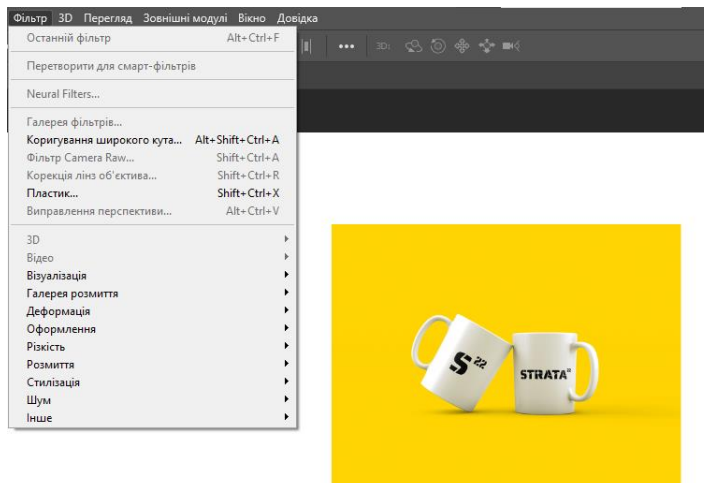 Фільтр 3D Перегляд Зовнішні модулі Вікно Довідка
Останній фільтр Alt+Ctrl+F
3D:
Перетворити для смарт-фільтрів
Neural Filters...
Галерея фільтрів...
Коригування широкого кута... Alt+Shift+Ctrl+A
Фільтр Camera Raw... Shift+Ctrl+A
Корекція лінз об'єктива... Shift+Ctrl+R
Пластик... Shift+Ctrl+X
Виправлення перспективи... Alt+Ctrl+V
3D
Відео
Візуалізація
Галерея розмиття
Деформація
Оформлення
Різкість
Розмиття
Стилізація
Шум
Інше
S 22
STRATA